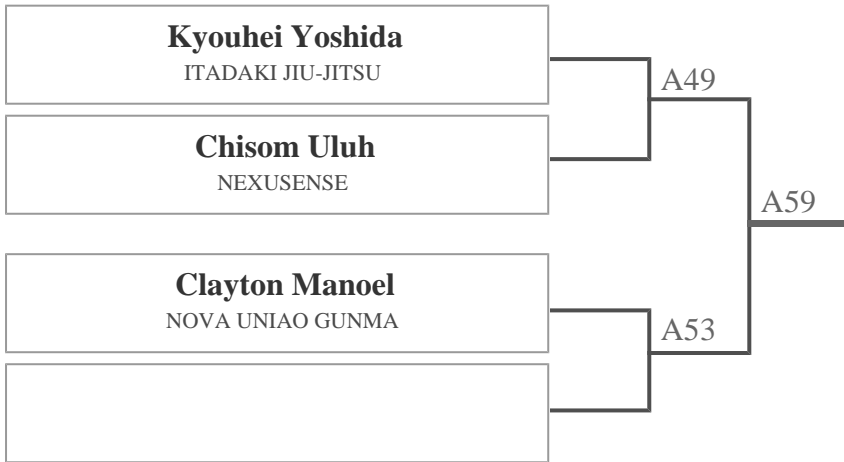 Kyouhei Yoshida
ITADAKI JIU-JITSU
A49
Chisom Uluh
NEXUSENSE
A59
Clayton Manoel
NOVA UNIAO GUNMA
A53